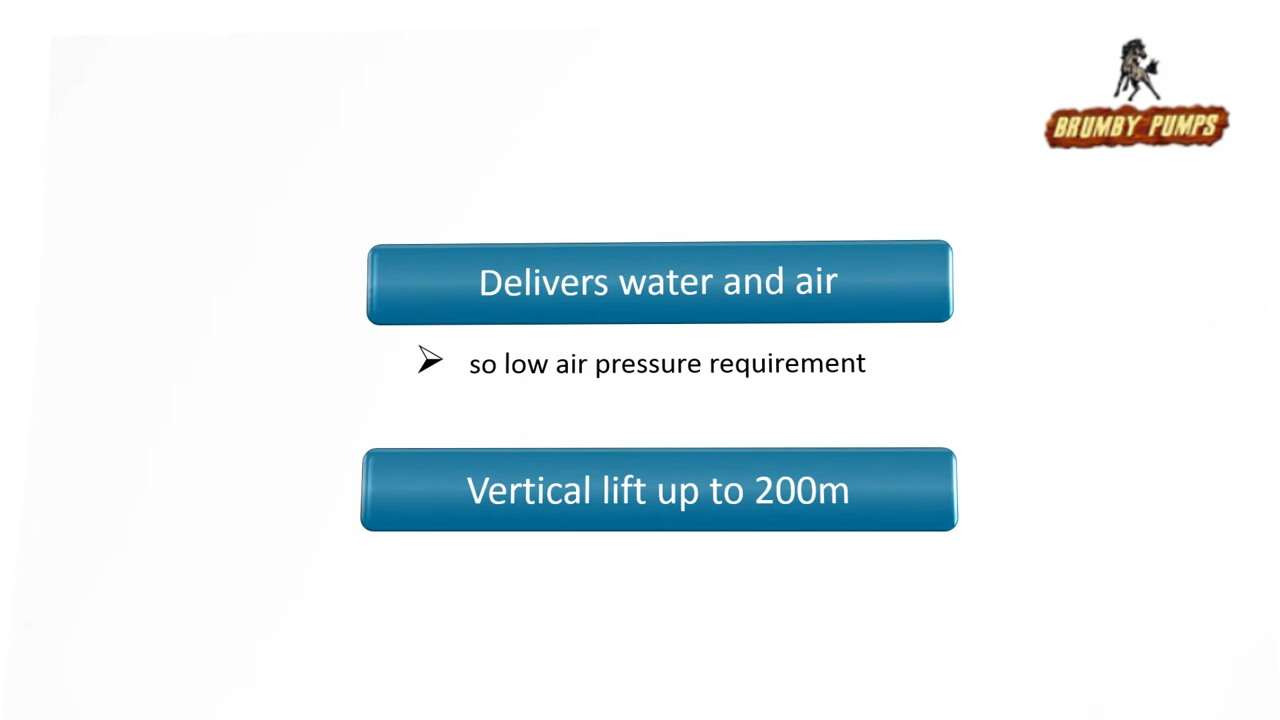 BRUMBY PUMPS
Delivers water and air
so low air pressure requirement
Vertical lift up to 200m